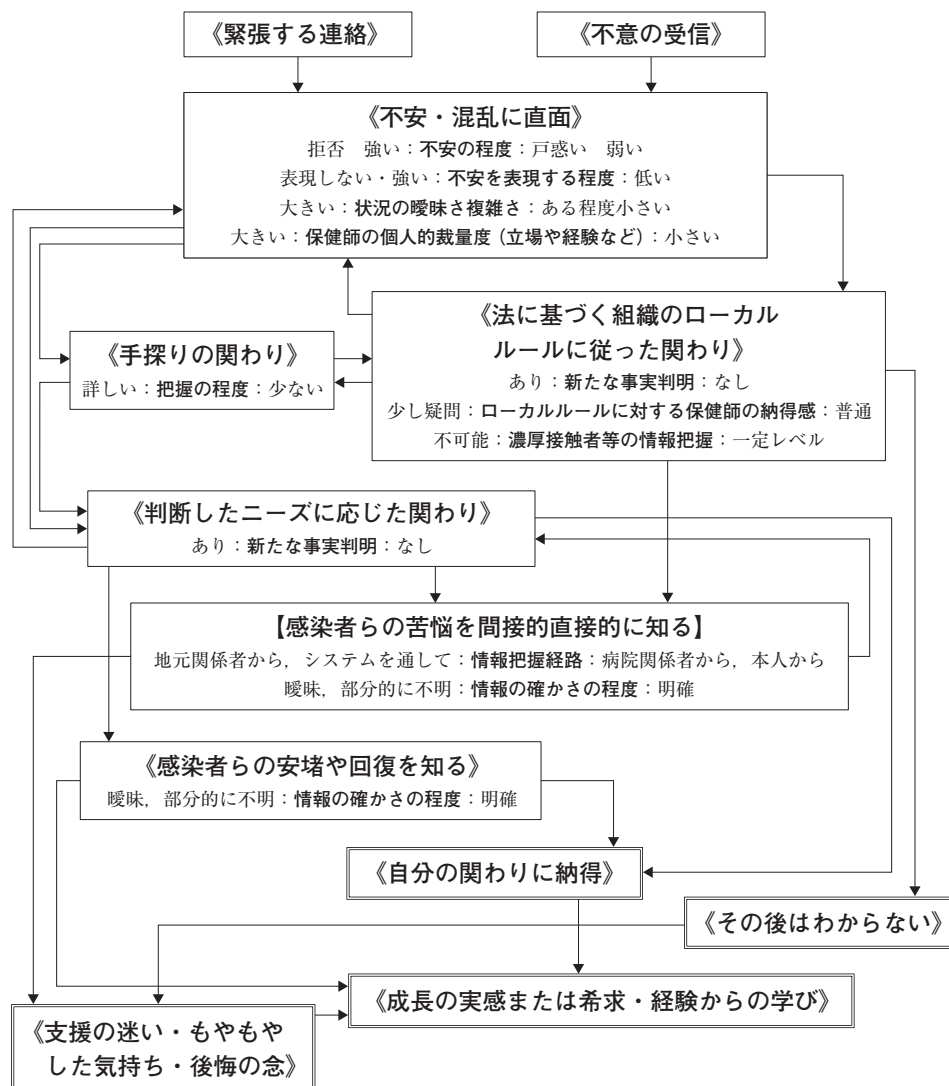 《緊張する連絡》
《不意の受信》
《不安・混乱に直面》
拒否　強い：不安の程度：戸惑い　弱い
表現しない・強い：不安を表現する程度：低い
大きい：状況の曖昧さ複雑さ：ある程度小さい
大きい：保健師の個人的裁量度（立場や経験など）：小さい
《法に基づく組織のローカル
ルールに従った関わり》
あり：新たな事実判明：なし
少し疑問：ローカルルールに対する保健師の納得感：普通
不可能：濃厚接触者等の情報把握：一定レベル
《手探りの関わり》
詳しい：把握の程度：少ない
《判断したニーズに応じた関わり》
あり：新たな事実判明：なし
【感染者らの苦悩を間接的直接的に知る】
地元関係者から，システムを通して：情報把握経路：病院関係者から，本人から
曖昧，部分的に不明：情報の確かさの程度：明確
《感染者らの安堵や回復を知る》
曖昧，部分的に不明：情報の確かさの程度：明確
《自分の関わりに納得》
《その後はわからない》
《成長の実感または希求・経験からの学び》
《支援の迷い・もやもや
した気持ち・後悔の念》